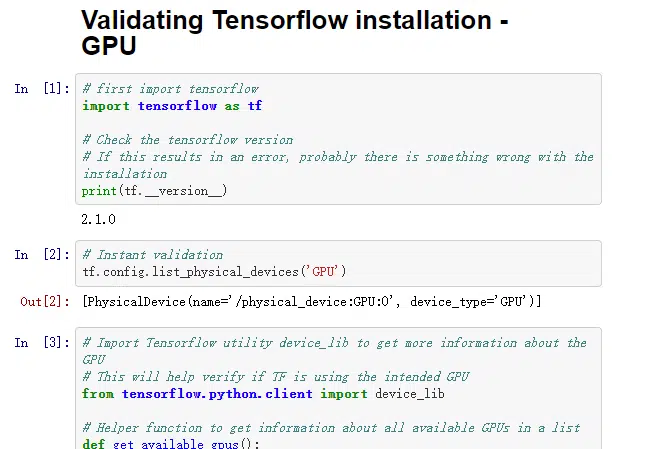 Validating Tensorflow installation -
GPU
In [1]:
# first import tensorflow
import tensorflow as tf
# Check the tensorflow version
# If this results in an error, probably there is something wrong with the
installation
print(tf.__version__)
2.1.0
In [2]:
# Instant validation
tf.config.list_physical_devices('GPU')
Out[2]: [PhysicalDevice(name='/physical_device:GPU:0', device_type='GPU')]
In [3]:
# Import Tensorflow utility device_lib to get more information about the
GPU
# This will help verify if TF is using the intended GPU
from tensorflow.python.client import device_lib
# Helper function to get information about all available GPUs in a list
def get_available_gpus():